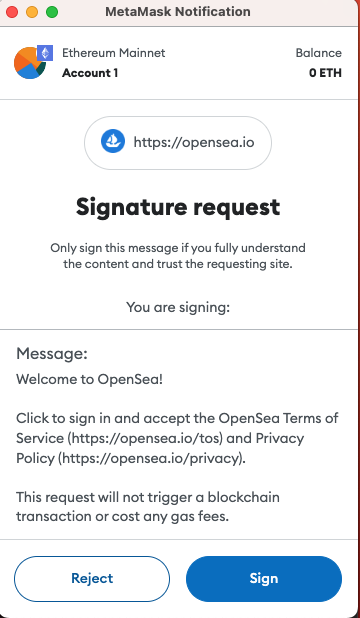 MetaMask Notification
Ethereum Mainnet
Balance
Account 1
0 ETH
https://opensea.io
Signature request
Only sign this message if you fully understand
the content and trust the requesting site.
You are signing:
Message:
Welcome to OpenSea!
Click to sign in and accept the OpenSea Terms of
Service (https://opensea.io/tos) and Privacy
Policy (https://opensea.io/privacy).
This request will not trigger a blockchain
transaction or cost any gas fees.
Reject
Sign